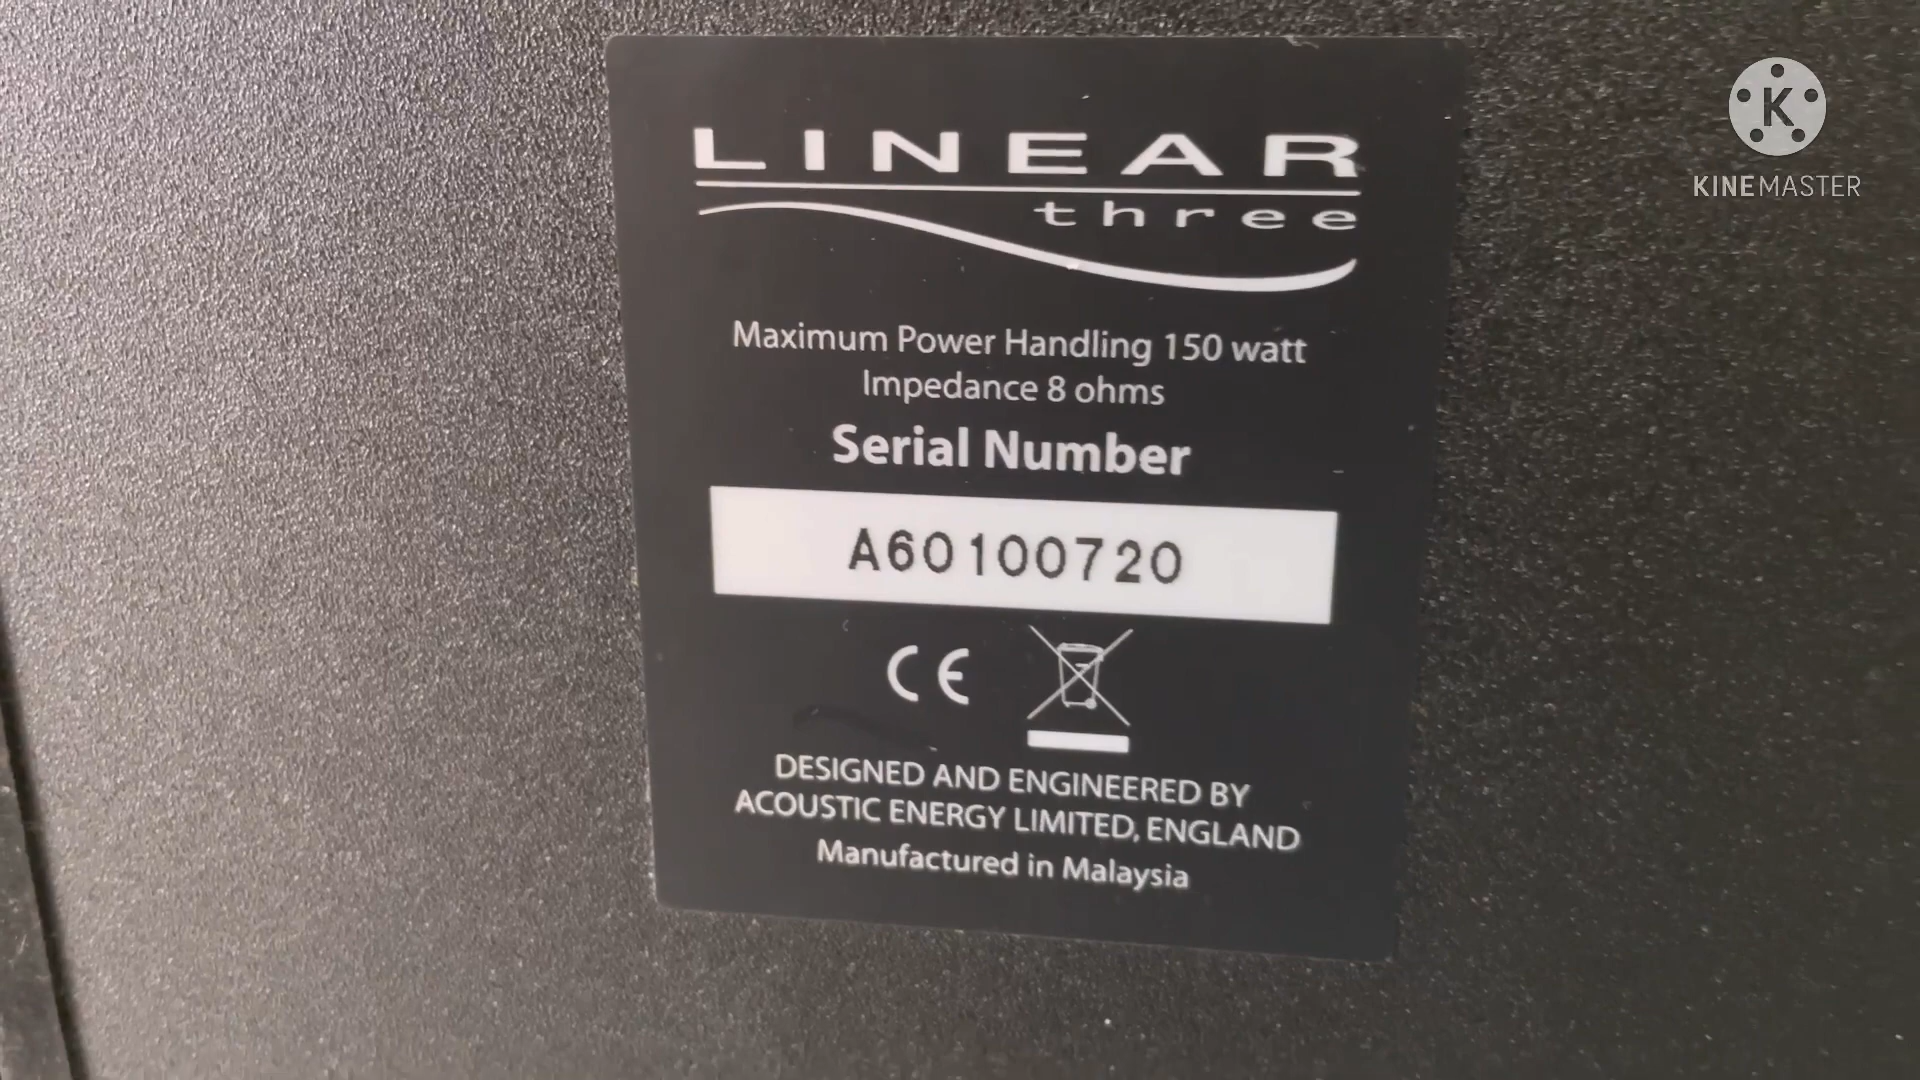 LINEAR
three
Maximum Power Handling 150 watt
Impedance 8 ohms
Serial Number
A60100720
CE
DESIGNED AND ENGINEERED BY
ACOUSTIC ENERGY LIMITED, ENGLAND
Manufactured in Malaysia
K
KINEMASTER